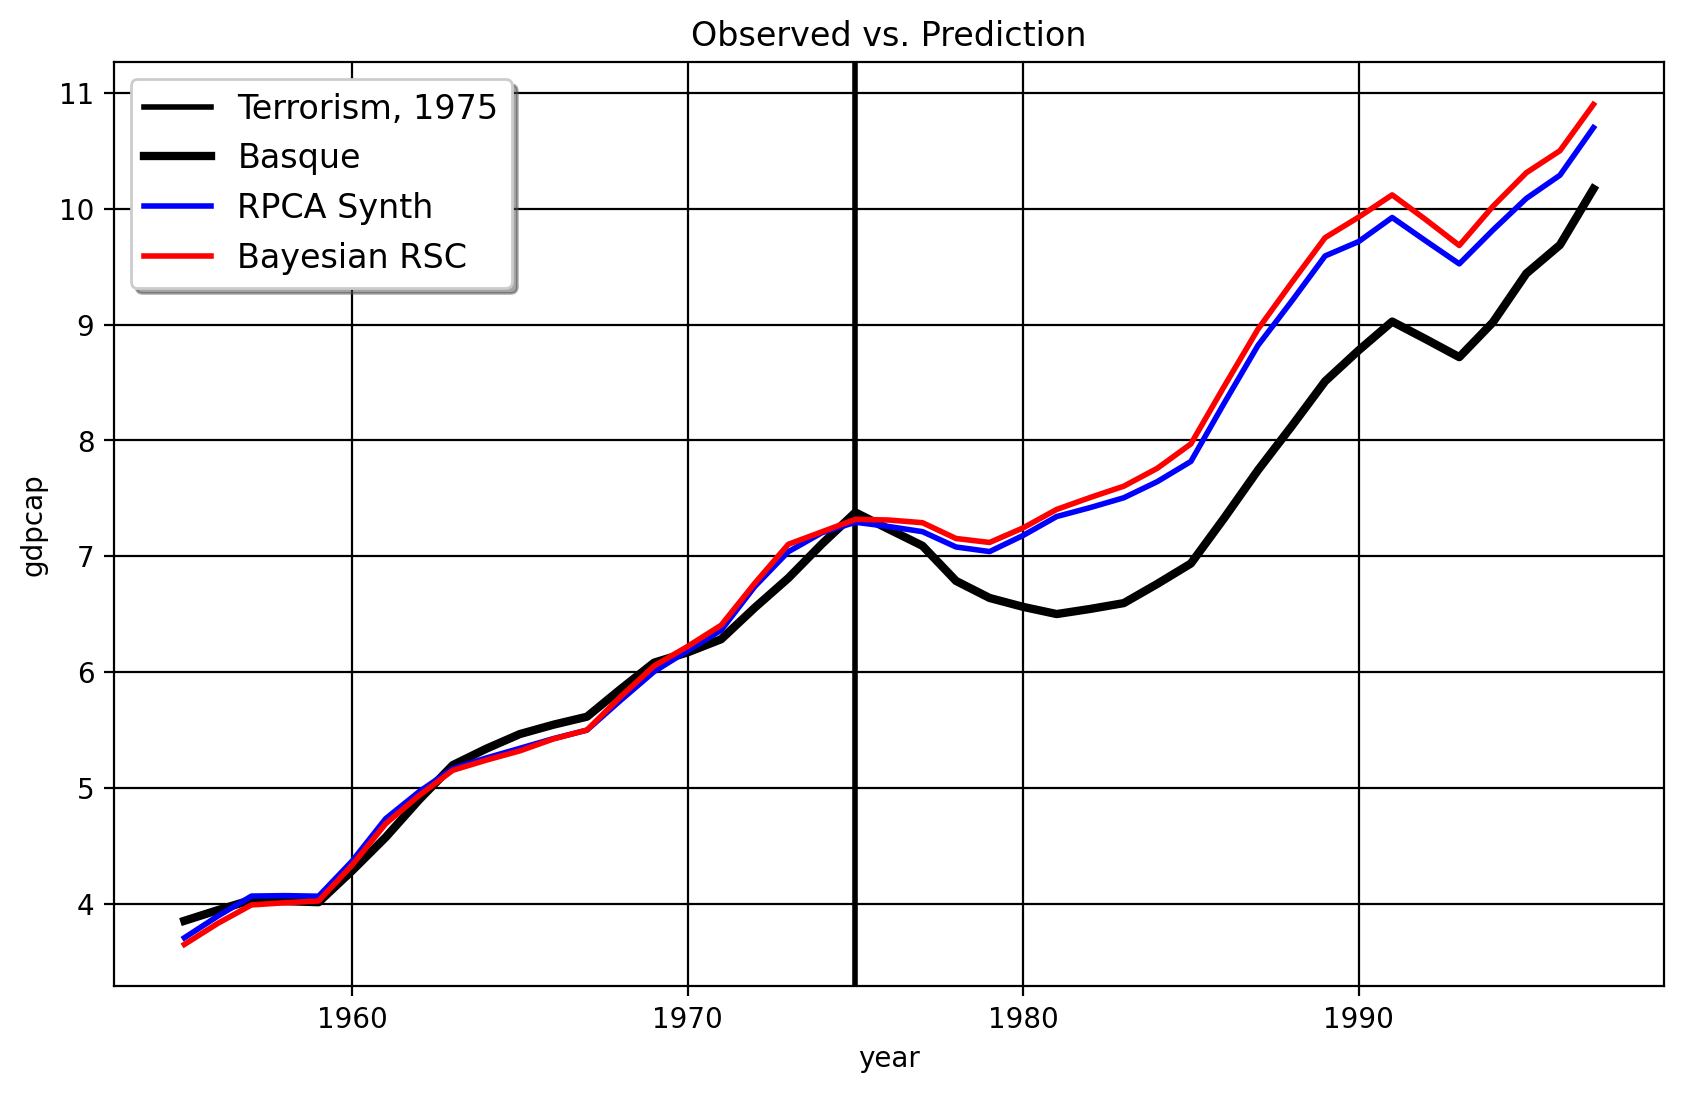 Observed vs. Prediction
Terrorism, 1975
Basque
RPCA Synth
Bayesian RSC
11
10
9
8
7
6
5
4
gdpcap
1960 1970 1980 1990
year